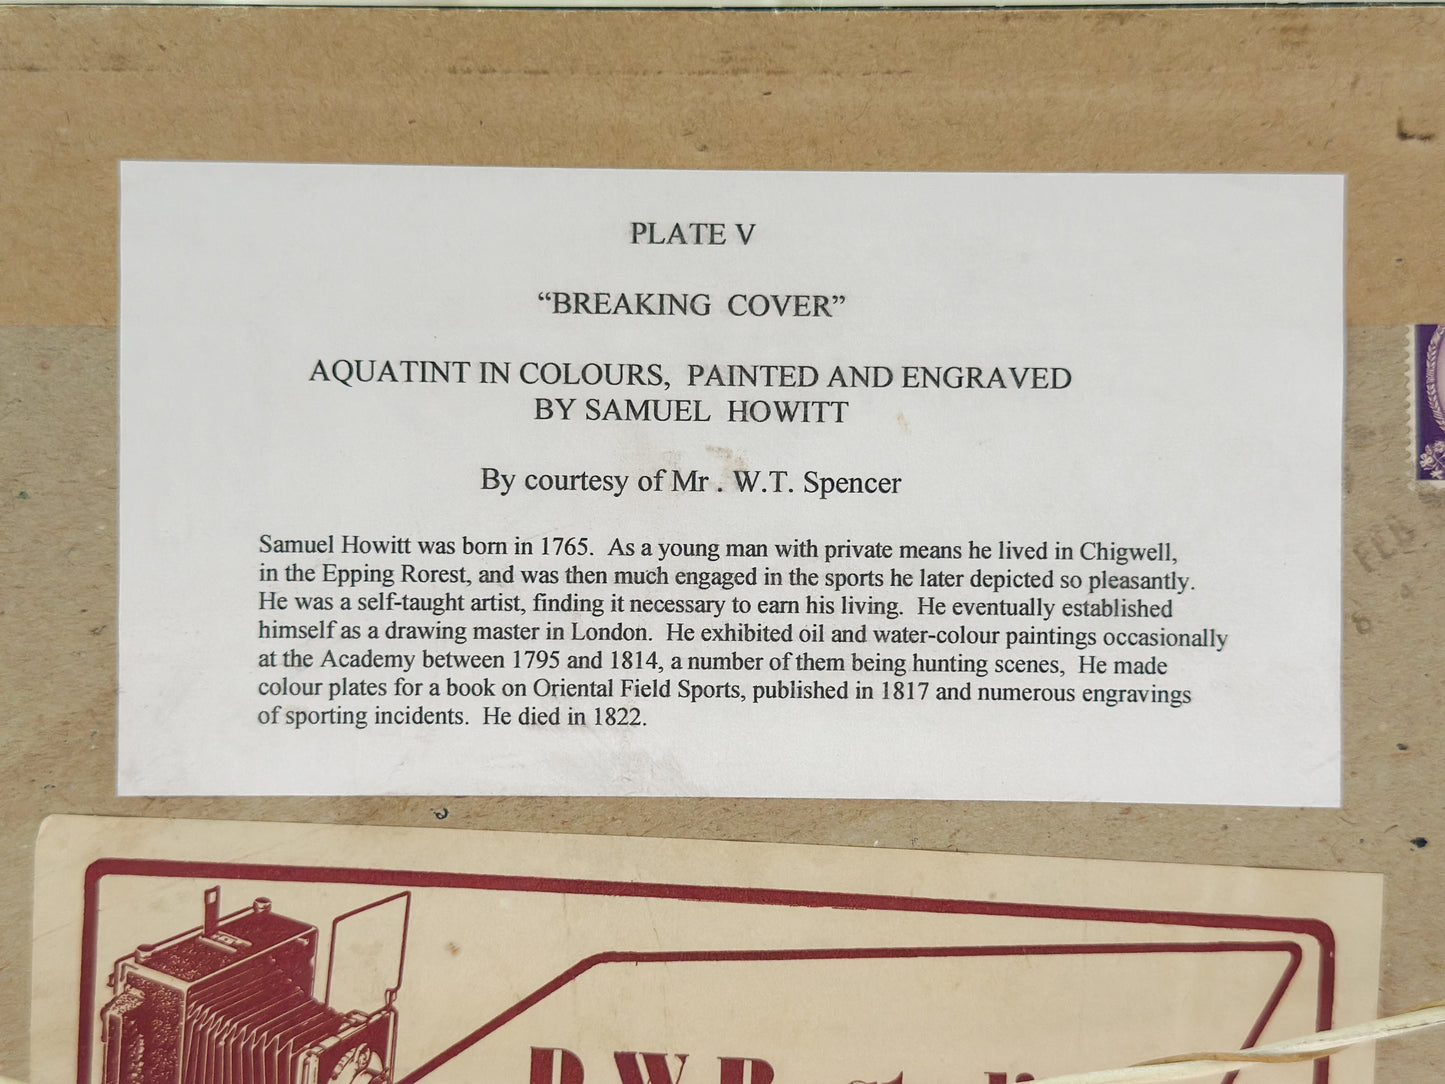 PLATE V
“BREAKING COVER”
AQUATINT IN COLOURS, PAINTED AND ENGRAVED
BY SAMUEL HOWITT
By courtesy of Mr . W.T. Spencer
Samuel Howitt was born in 1765. As a young man with private means he lived in Chigwell,
in the Epping Rorest, and was then much engaged in the sports he later depicted so pleasantly.
He was a self-taught artist, finding it necessary to earn his living. He eventually established
himself as a drawing master in London. He exhibited oil and water-colour paintings occasionally
at the Academy between 1795 and 1814, a number of them being hunting scenes, He made
colour plates for a book on Oriental Field Sports, published in 1817 and numerous engravings
of sporting incidents. He died in 1822.